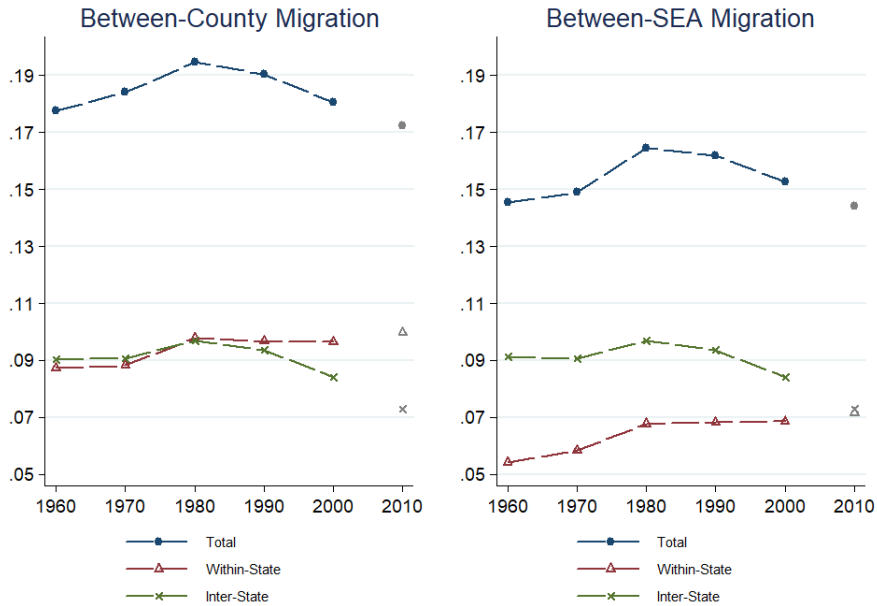 Between-County Migration
.19
.17
.15
.13
.11
.09
.07
.05
1960 1970 1980 1990 2000 2010
Total
Within-State
Inter-State
Between-SEA Migration
.19
.17
.15
.13
.11
.09
.07
.05
1960 1970 1980 1990 2000 2010
Total
Within-State
Inter-State